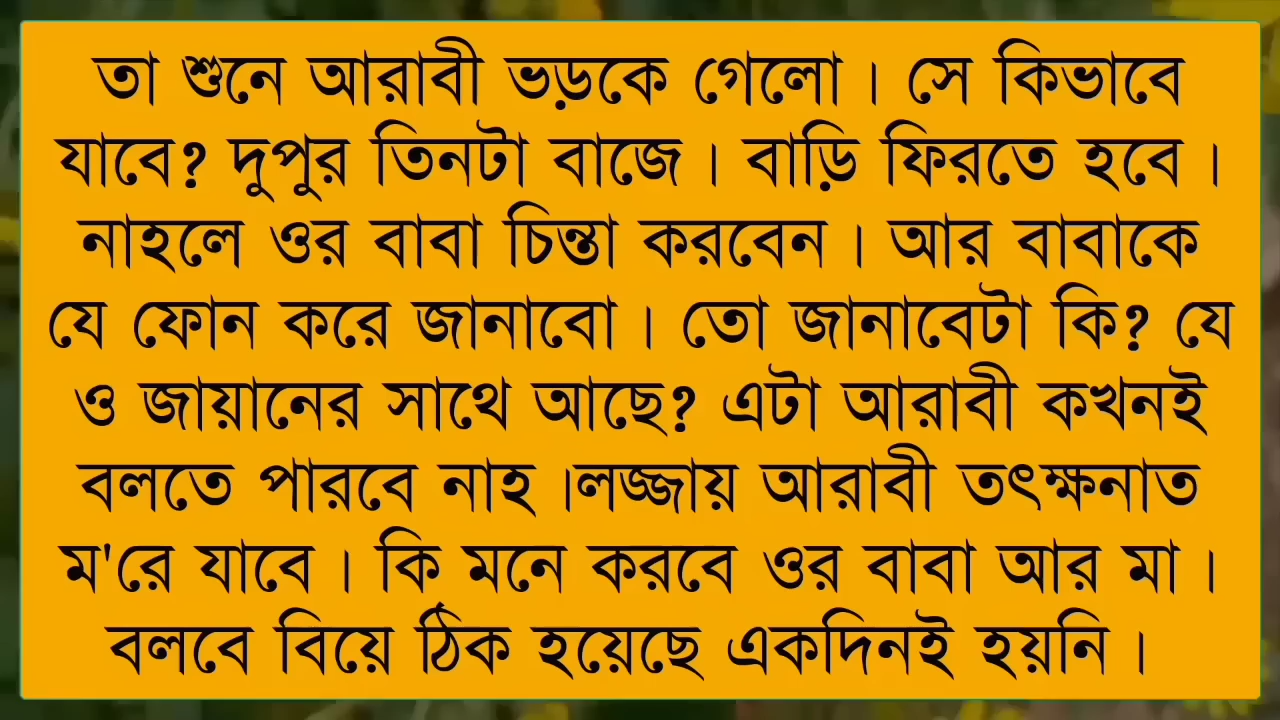 তা শুনে আরাবী ভড়কে গেলো। সে কিভাবে
যাবে? দুপুর তিনটা বাজে। বাড়ি ফিরতে হবে।
নাহলে ওর বাবা চিন্তা করবেন। আর বাবাকে
যে ফোন করে জানাবো। তো জানাবেটা কি? যে
ও জায়ানের সাথে আছে? এটা আরাবী কখনই
বলতে পারবে নাহ ।লজ্জায় আরাবী তৎক্ষনাত
ম'রে যাবে। কি মনে করবে ওর বাবা আর মা।
বলবে বিয়ে ঠিক হয়েছে একদিনই হয়নি।